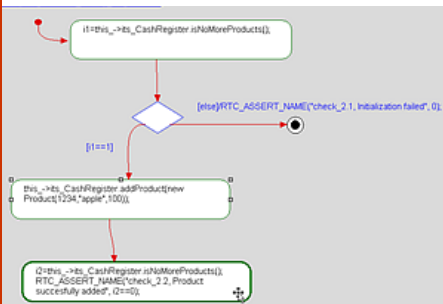 i1=this_->its_CashRegister.isNoMoreProducts();
[else]/RTC_ASSERT_NAME("check_2.1, Initialization failed", 0);
[i1==1]
this_->its_CashRegister.addProduct(new
Product(1234,"apple",100));
i2=this_->its_CashRegister.isNoMoreProducts();
RTC_ASSERT_NAME("check_2.2, Product
succesfully added", i2==0);